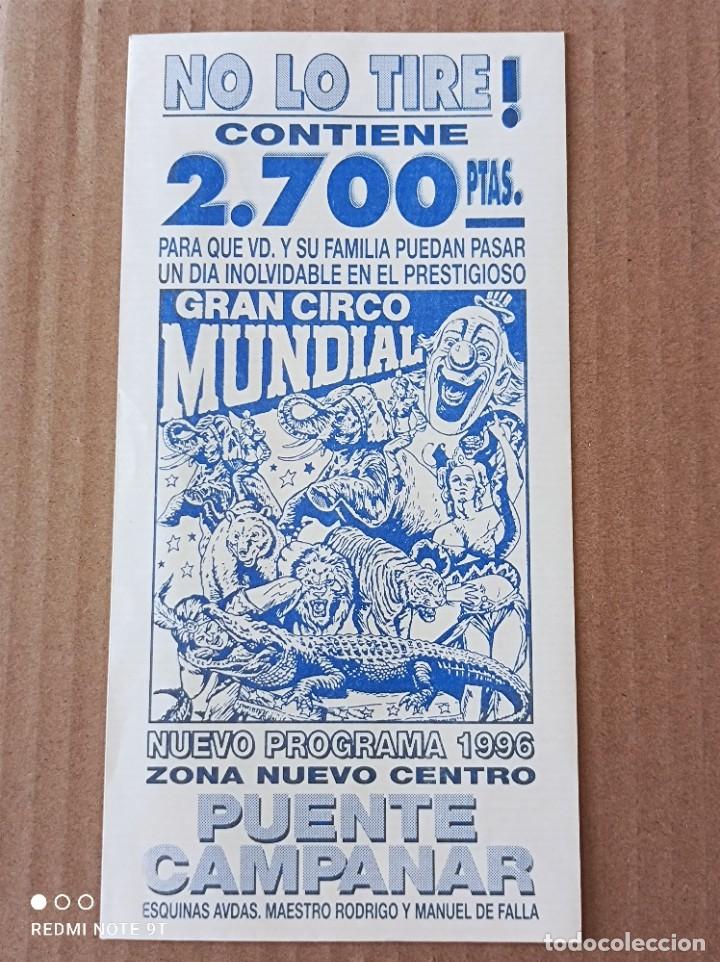 NO LO TIRE!
CONTIENE
2.700 PTAS.
PARA QUE VD. Y SU FAMILIA PUEDAN PASAR
UN DIA INOLVIDABLE EN EL PRESTIGIOSO
GRAN CIRCO
MUNDIAL
NUEVO PROGRAMA 1996
ZONA NUEVO CENTRO
PUENTE
CAMPANAR
ESQUINAS AVDAS. MAESTRO RODRIGO Y MANUEL DE FALLA
REDMI NOTE 9T
todocoleccion